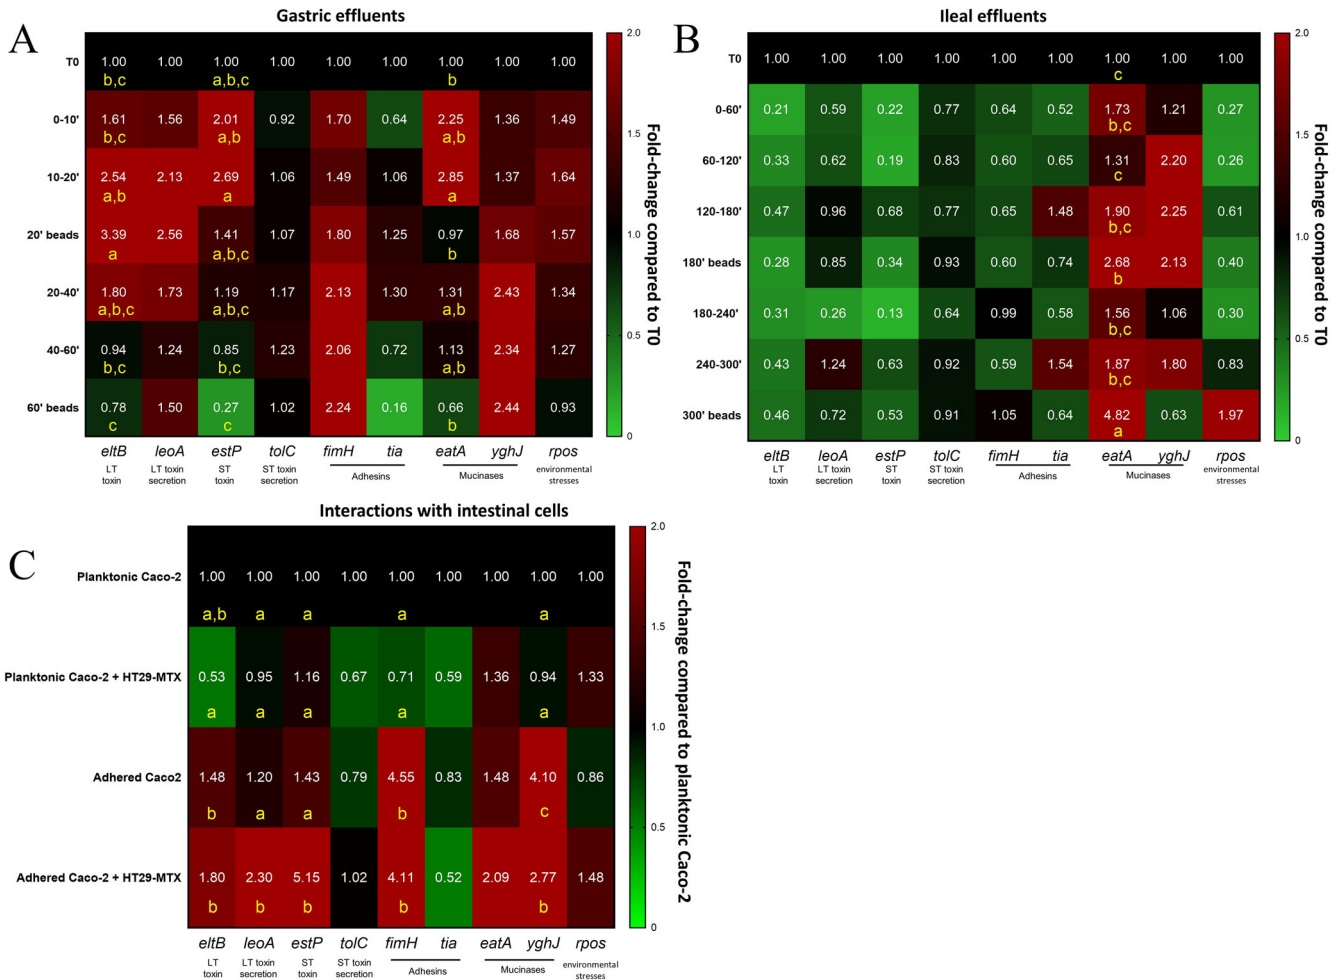 Gastric effluents
A
T0 1.00 1.00 1.00 1.00 1.00 1.00 1.00 1.00 1.00
b,c a,b,c b
0-10' 1.61 1.56 2.01 0.92 1.70 0.64 2.25 1.36 1.49
b,c a,b a,b
10-20' 2.54 2.13 2.69 1.06 1.49 1.06 2.85 1.37 1.64
a,b a a
20' beads 3.39 2.56 1.41 1.07 1.80 1.25 0.97 1.68 1.57
a a,b,c b
20-40' 1.80 1.73 1.19 1.17 2.13 1.30 1.31 2.43 1.34
a,b,c a,b,c a,b
40-60' 0.94 1.24 0.85 1.23 2.06 0.72 1.13 2.34 1.27
b,c b,c a,b
60' beads 0.78 1.50 0.27 1.02 2.24 0.16 0.66 2.44 0.93
c c b
eltB leoA estP tolC fimH tia eatA yghJ rpos
LT toxin LT toxin secretion ST toxin ST toxin secretion Adhesins Mucinases environmental stresses
2.0
1.5
1.0
0.5
0
Fold-change compared to T0
Ileal effluents
B
T0 1.00 1.00 1.00 1.00 1.00 1.00 1.00 1.00 1.00
c
0-60' 0.21 0.59 0.22 0.77 0.64 0.52 1.73 1.21 0.27
b,c
60-120' 0.33 0.62 0.19 0.83 0.60 0.65 1.31 2.20 0.26
c
120-180' 0.47 0.96 0.68 0.77 0.65 1.48 1.90 2.25 0.61
b,c
180' beads 0.28 0.85 0.34 0.93 0.60 0.74 2.68 2.13 0.40
b
180-240' 0.31 0.26 0.13 0.64 0.99 0.58 1.56 1.06 0.30
b,c
240-300' 0.43 1.24 0.63 0.92 0.59 1.54 1.87 1.80 0.83
b,c
300' beads 0.46 0.72 0.53 0.91 1.05 0.64 4.82 0.63 1.97
a
eltB leoA estP tolC fimH tia eatA yghJ rpos
LT toxin LT toxin secretion ST toxin ST toxin secretion Adhesins Mucinases environmental stresses
2.0
1.5
1.0
0.5
0
Fold-change compared to T0
Interactions with intestinal cells
C
Planktonic Caco-2 1.00 1.00 1.00 1.00 1.00 1.00 1.00 1.00 1.00
a,b a a a a
Planktonic Caco-2 + HT29-MTX 0.53 0.95 1.16 0.67 0.71 0.59 1.36 0.94 1.33
a a a a a
Adhered Caco2 1.48 1.20 1.43 0.79 4.55 0.83 1.48 4.10 0.86
b a a b c
Adhered Caco-2 + HT29-MTX 1.80 2.30 5.15 1.02 4.11 0.52 2.09 2.77 1.48
b b b b b
eltB leoA estP tolC fimH tia eatA yghJ rpos
LT toxin LT toxin secretion ST toxin ST toxin secretion Adhesins Mucinases environmental stresses
2.0
1.5
1.0
0.5
0
Fold-change compared to planktonic Caco-2